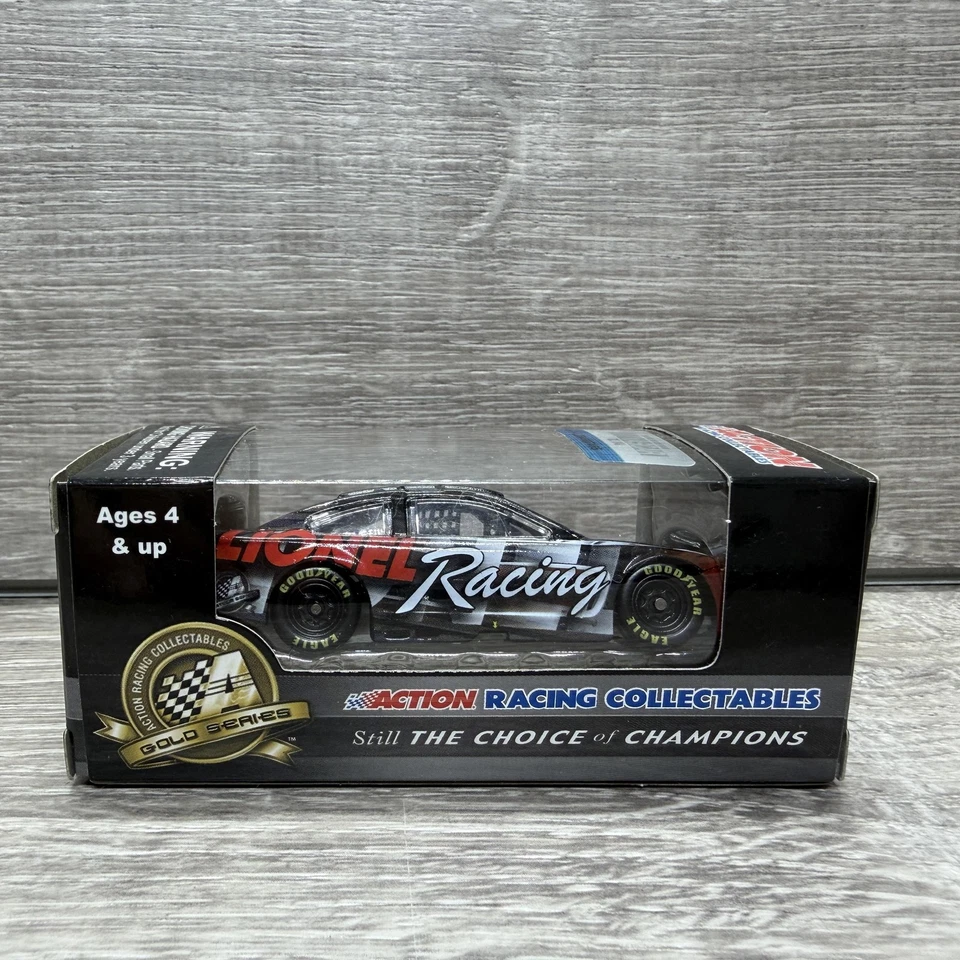 WARNING:
Ages 4
& up
LIONEL
Racing
GOODYEAR
EAGLE
GOODYEAR
EAGLE
ACTION RACING COLLECTABLES
A
GOLD SERIES
TM
ACTION RACING COLLECTABLES
Still THE CHOICE of CHAMPIONS